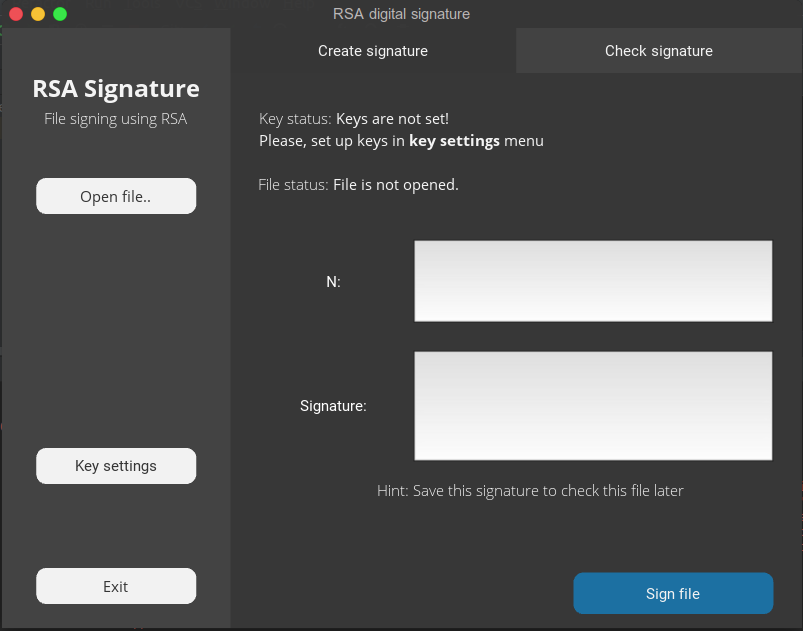 RSA digital signature
Create signature
Check signature
RSA Signature
File signing using RSA
Open file..
Key settings
Exit
Key status: Keys are not set!
Please, set up keys in key settings menu
File status: File is not opened.
N:
Signature:
Hint: Save this signature to check this file later
Sign file